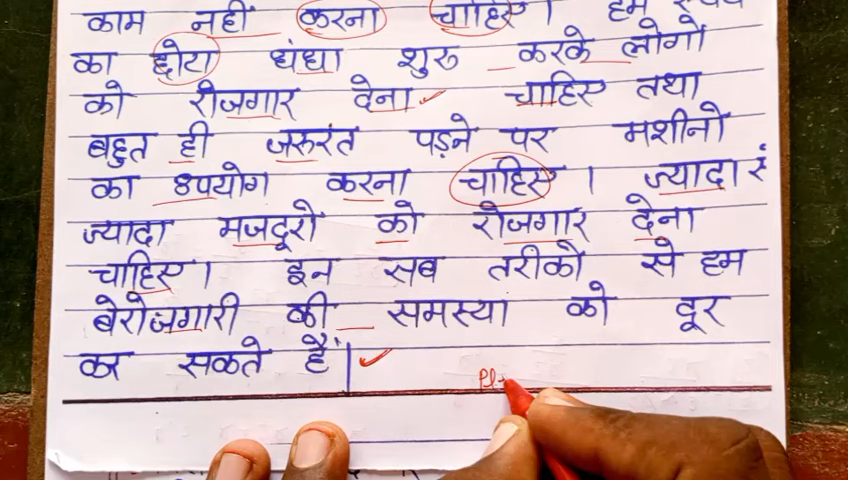 काम नहीं करना चाहिए। हम
का छोटा धंधा शुरु करके लोगो
को रोजगार देना चाहिए तथा
बहुत ही जरुरत पड़ने पर मशीनो
का उपयोग करना चाहिए। ज्यादा से
ज्यादा मजदूरो को रोजगार देना
चाहिए। इन सब तरीको से हम
बेरोजगारी की समस्या को दूर
कर सकते हैं।